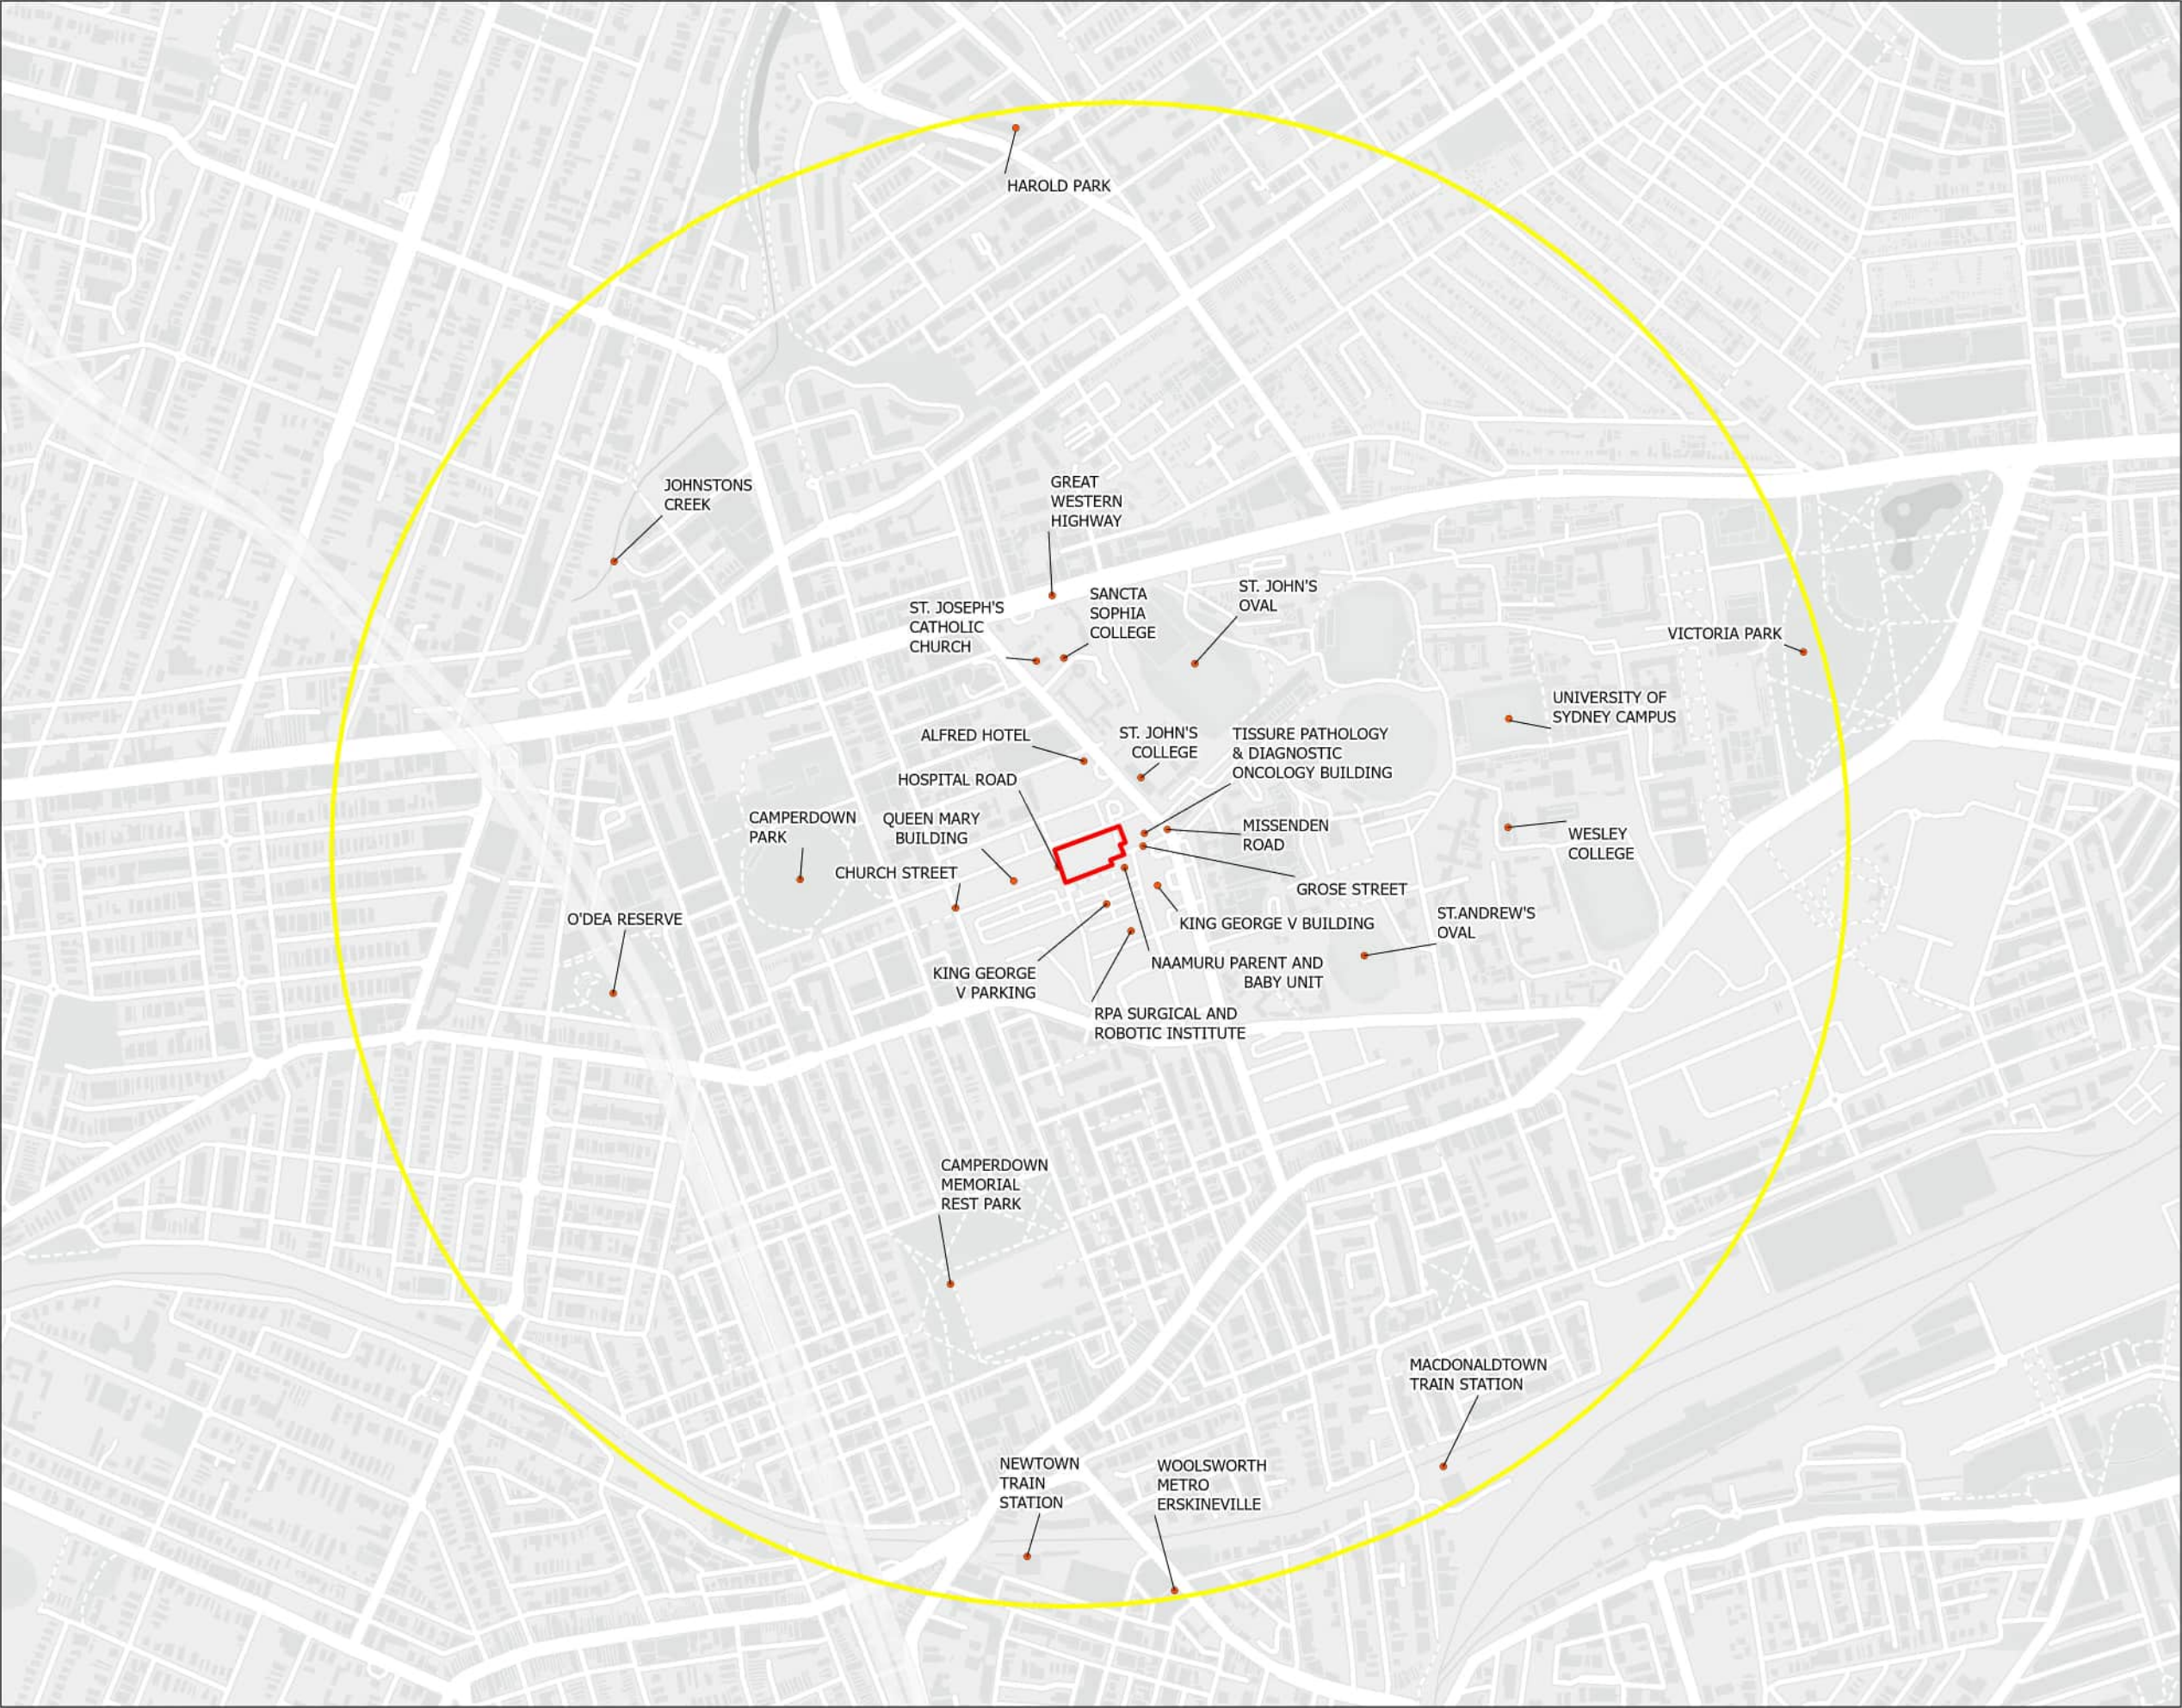 HAROLD PARK
JOHNSTONS
CREEK
GREAT
WESTERN
HIGHWAY
ST. JOSEPH'S
CATHOLIC
CHURCH
SANCTA
SOPHIA
COLLEGE
ST. JOHN'S
OVAL
VICTORIA PARK
UNIVERSITY OF
SYDNEY CAMPUS
ALFRED HOTEL
ST. JOHN'S
COLLEGE
TISSURE PATHOLOGY
& DIAGNOSTIC
ONCOLOGY BUILDING
HOSPITAL ROAD
CAMPERDOWN
PARK
QUEEN MARY
BUILDING
MISSENDEN
ROAD
WESLEY
COLLEGE
CHURCH STREET
GROSE STREET
O'DEA RESERVE
KING GEORGE V BUILDING
ST.ANDREW'S
OVAL
KING GEORGE
V PARKING
NAAMURU PARENT AND
BABY UNIT
RPA SURGICAL AND
ROBOTIC INSTITUTE
CAMPERDOWN
MEMORIAL
REST PARK
MACDONALDTOWN
TRAIN STATION
NEWTOWN
TRAIN
STATION
WOOLSWORTH
METRO
ERSKINEVILLE